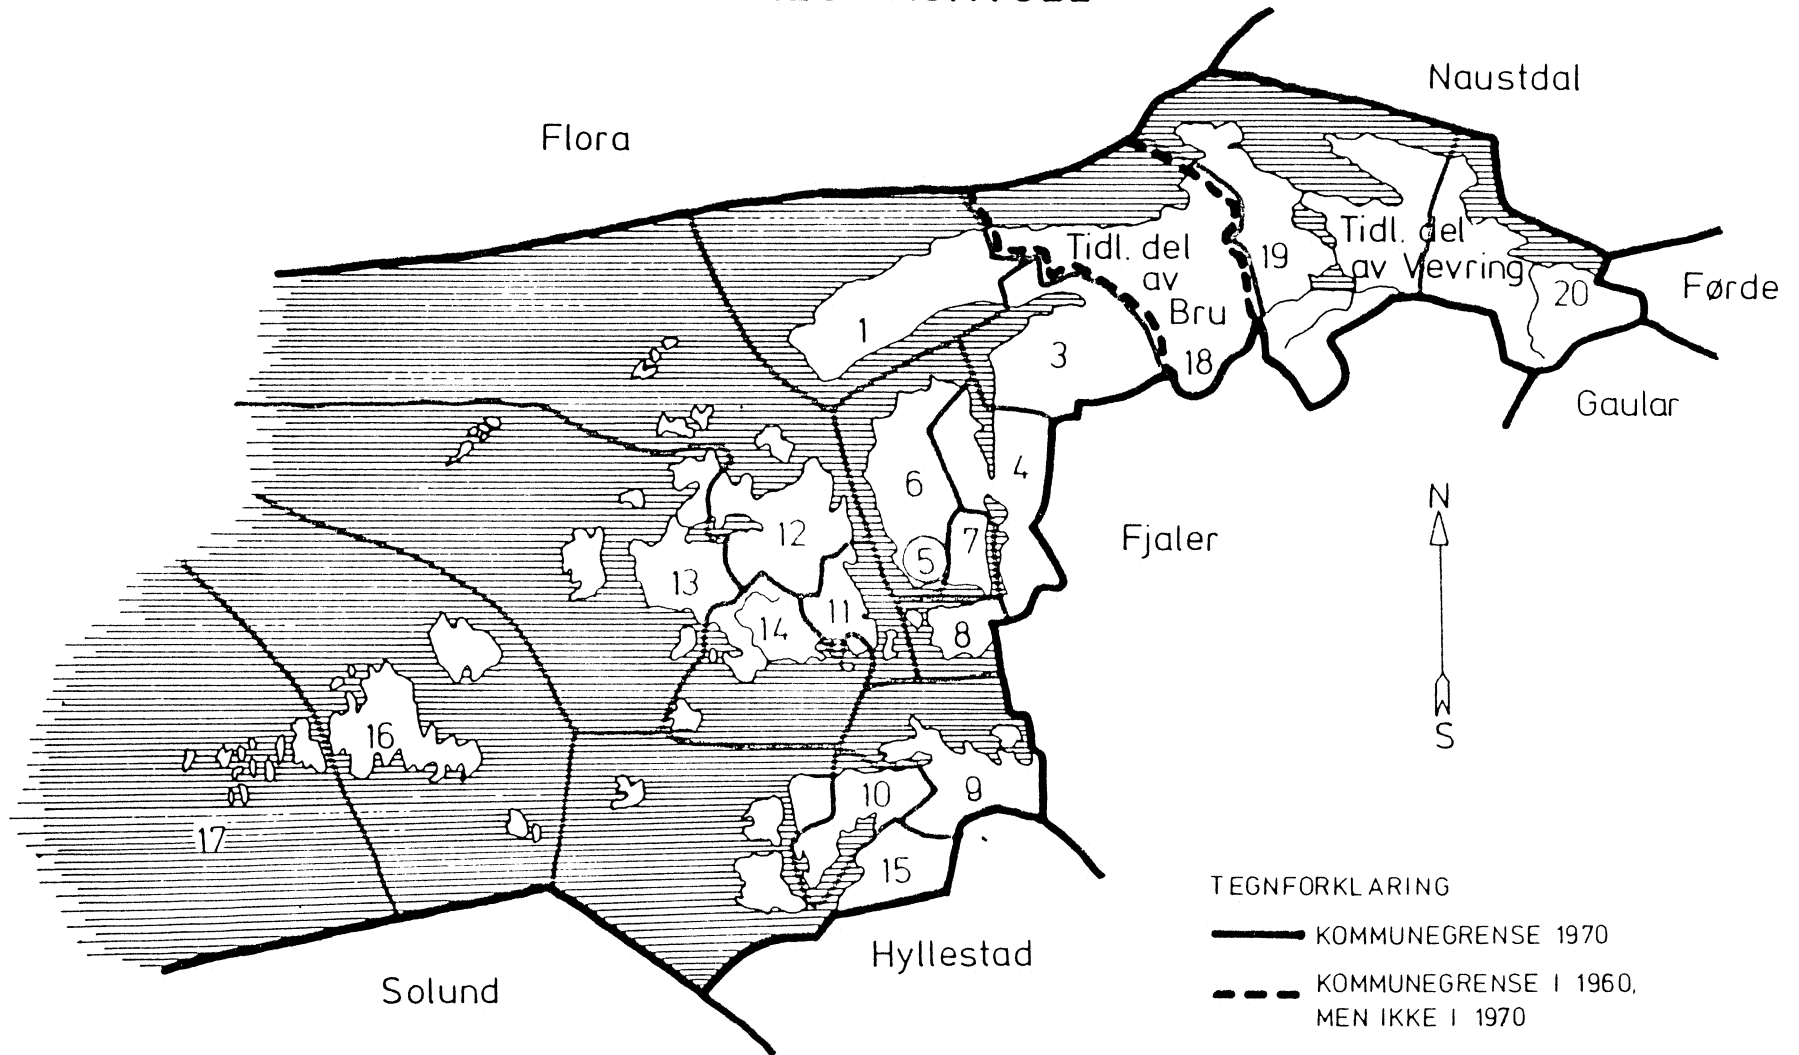 Naustdal
Flora
Tidl. del
av
Bru
Tidl. del
av Vevring
19
20
Førde
1
3
18
Gaular
6
4
N
12
7
Fjaler
5
13
11
14
8
16
S
10
9
17
15
TEGNFORKLARING
KOMMUNEGRENSE 1970
Hyllestad
Solund
KOMMUNEGRENSE I 1960,
MEN IKKE I 1970